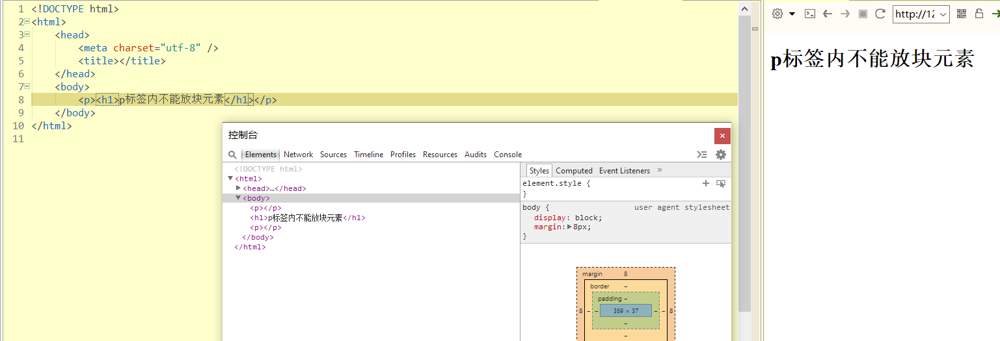 1 <!DOCTYPE html>
2 <html>
3 <head>
4 <meta charset="utf-8" />
5 <title></title>
6 </head>
7 <body>
8 <p><h1>p标签内不能放块元素</h1></p>
9 </body>
10 </html>
11
http://12
p标签内不能放块元素
控制台
Elements Network Sources Timeline Profiles Resources Audits Console
<!DOCTYPE html>
<html>
<head>…</head>
<body>
<p></p>
<h1>p标签内不能放块元素</h1>
<p></p>
</body>
</html>
Styles Computed Event Listeners »
element.style {
}
body { user agent stylesheet
display: block;
margin: 8px;
}
margin 8
border –
padding –
8 – – 359 × 37 – – 8
–
–